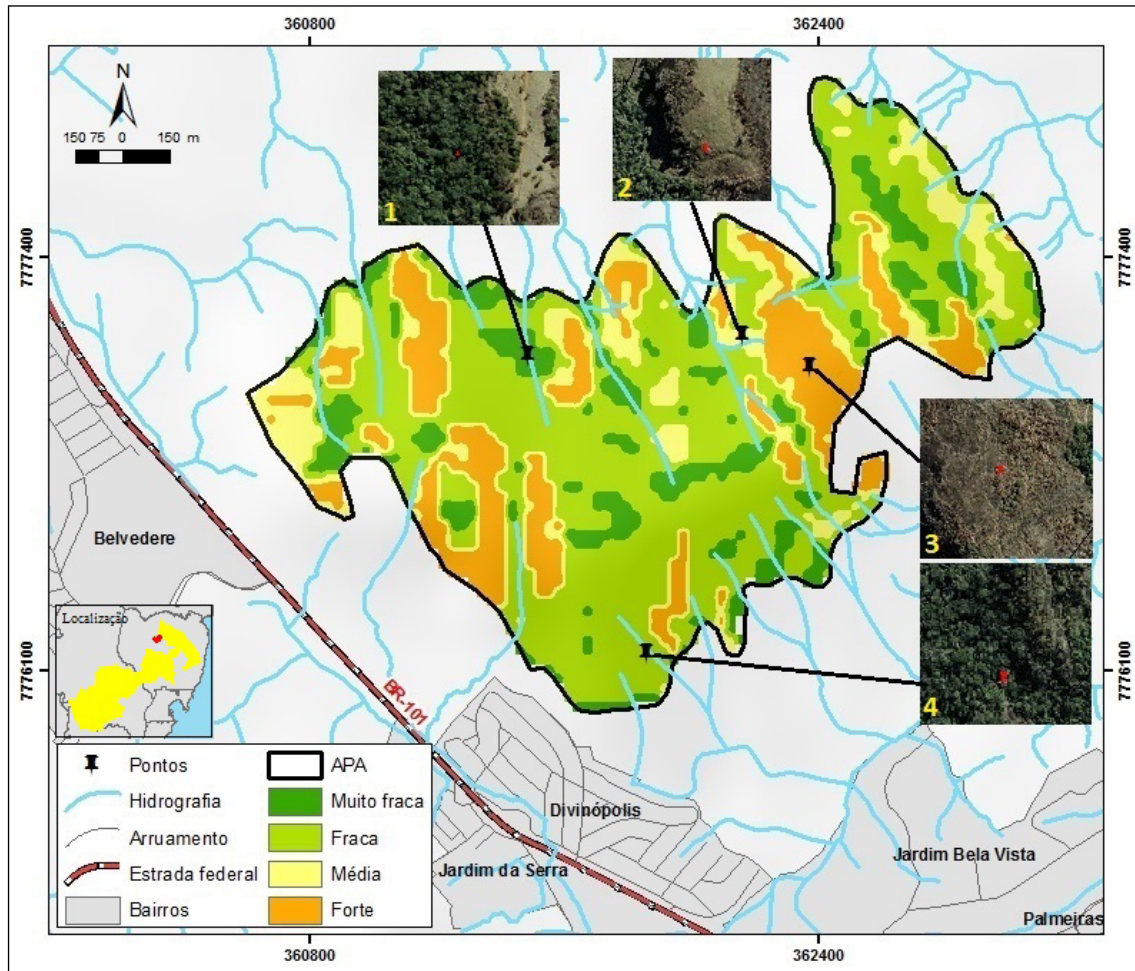 360800
362400
N
150 75 0 150 m
1
2
7777400
7777400
3
Belvedere
4
Localização
7776100
7776100
BR-101
Pontos
Hidrografia
Arruamento
Estrada federal
Bairros
APA
Muito fraca
Fraca
Média
Forte
Divinópolis
Jardim da Serra
Jardim Bela Vista
Palmeiras
360800
362400